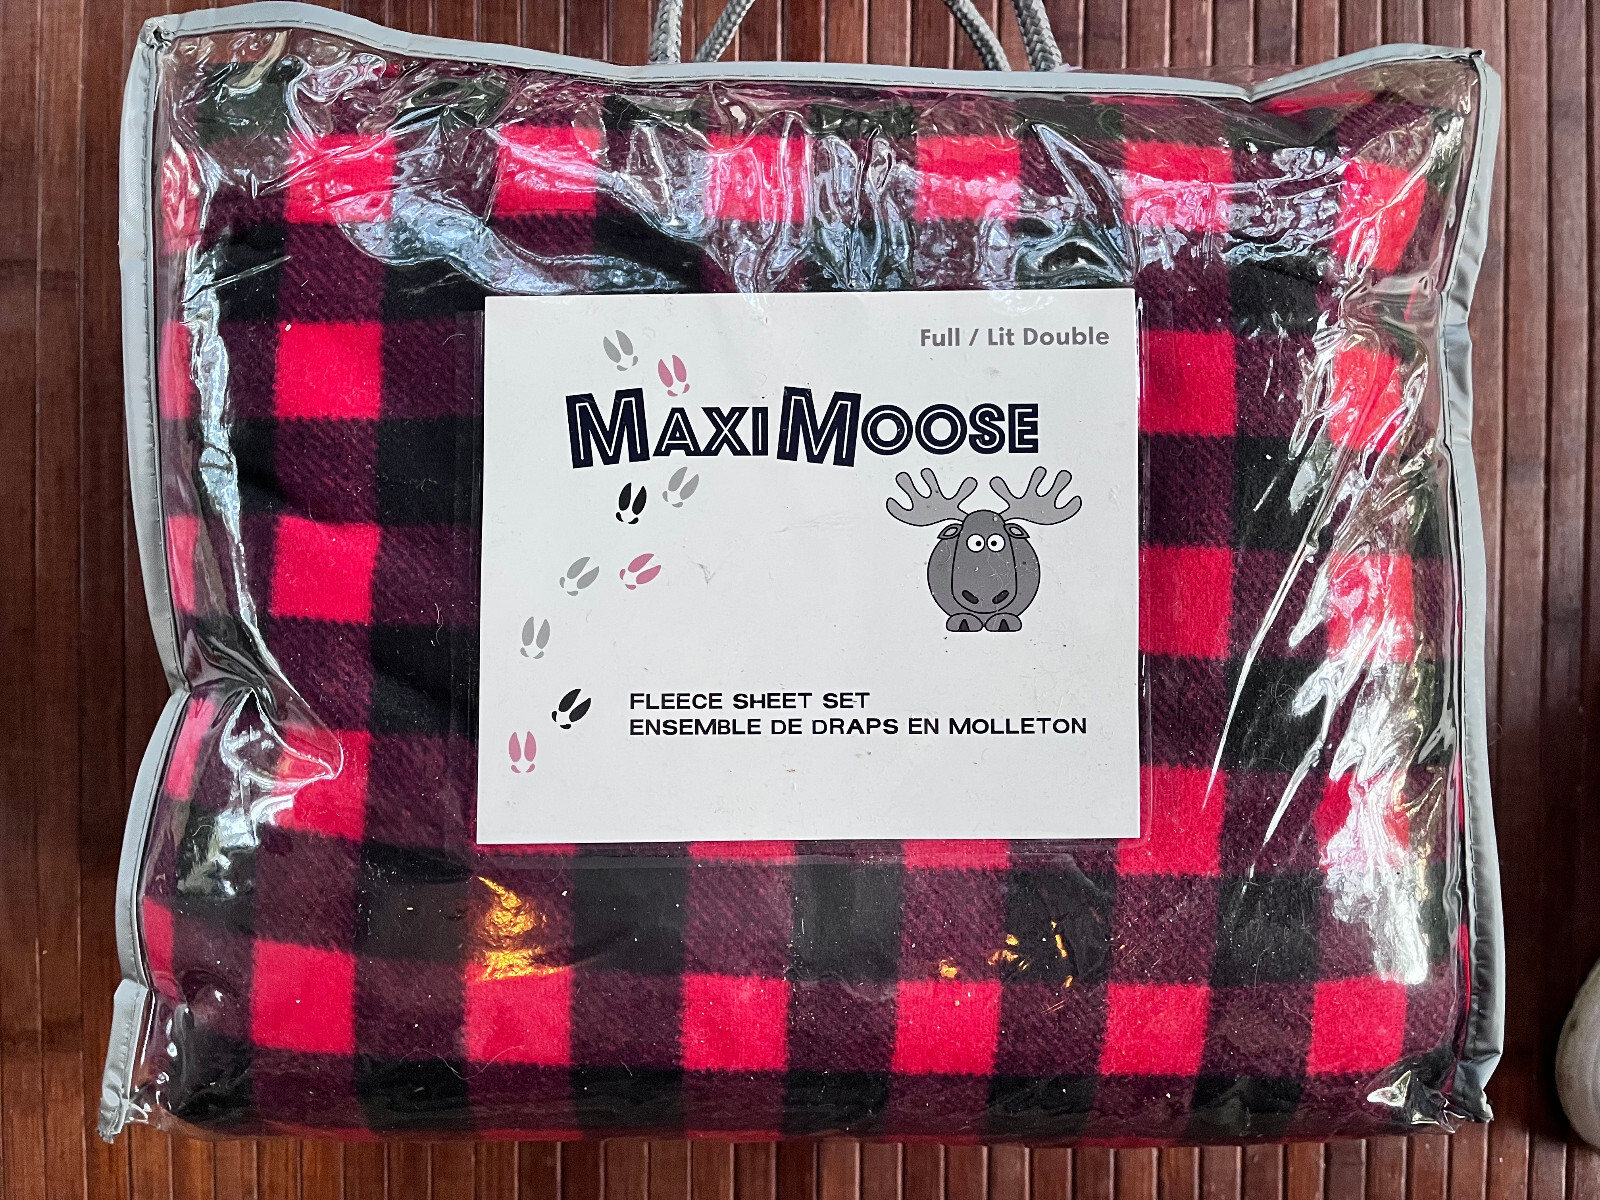 Full / Lit Double
MAXIMOOSE
FLEECE SHEET SET
ENSEMBLE DE DRAPS EN MOLLETON